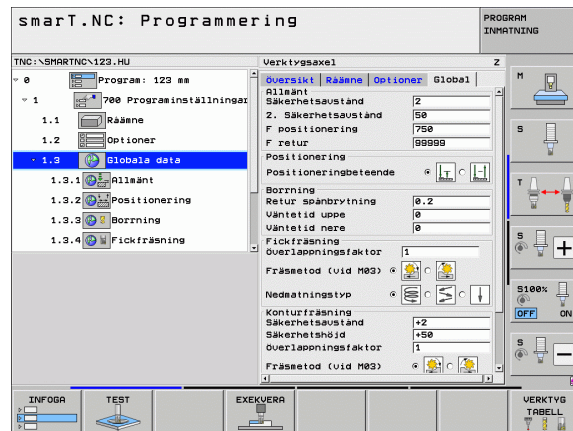 smarT.NC: Programmering
PROGRAM
INMATNING
TNC:\SMARTNC\123.HU
Verktygsaxel Z
0 Program: 123 mm
1 700 Programinställningar
1.1 Råämne
1.2 Optioner
1.3 Globala data
1.3.1 Allmänt
1.3.2 Positionering
1.3.3 Borrning
1.3.4 Fickfräsning
Översikt Råämne Optioner Global
Allmänt
Säkerhetsavstånd 2
2. Säkerhetsavstånd 50
F positionering 750
F retur 99999
Positionering
Positioneringbeteende
Borrning
Retur spånbrytning 0.2
Väntetid uppe 0
Väntetid nere 0
Fickfräsning
Överlappningsfaktor 1
Fräsmetod (vid M03)
Nedmatningstyp
Konturfräsning
Säkerhetsavstånd +2
Säkerhetshöjd +50
Överlappningsfaktor 1
Fräsmetod (vid M03)
M
S
T
S
+
S100%
OFF ON
S
–
INFOGA
TEST
EXEKVERA
VERKTYG
TABELL